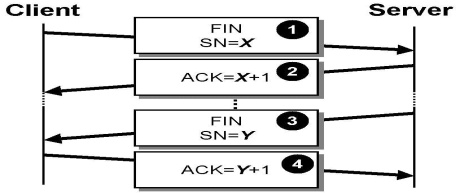 Client Server
FIN 1
SN=X
ACK=X+1 2
FIN 3
SN=Y
ACK=Y+1 4